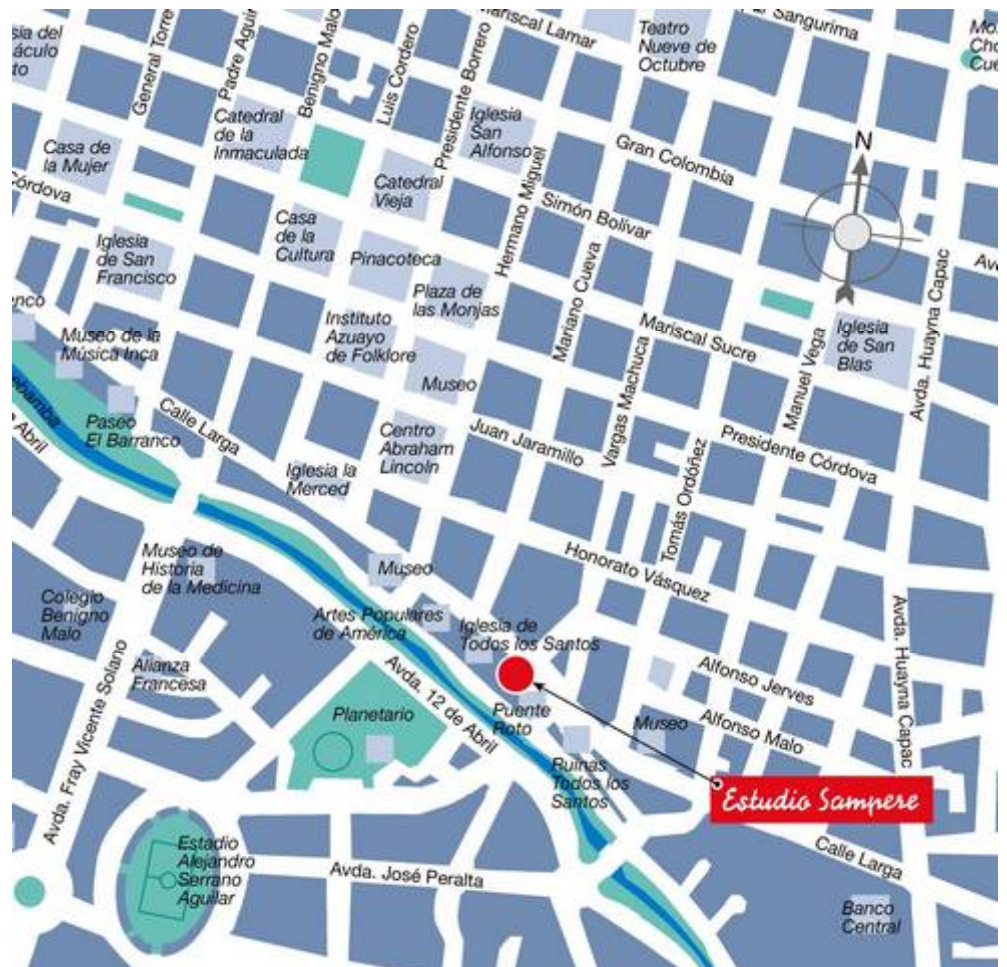 Mariscal Lamar
Sangurima
Teatro
Nueve de
Octubre
General Torre
Padre Agui
Benigno Malo
Luis Cordero
Presidente Borrero
Catedral
de la
Inmaculada
Iglesia
San
Alfonso
Casa de
la Mujer
Gran Colombia
N
Córdova
Catedral
Vieja
Hermano Miguel
Simón Bolívar
Casa
de la
Cultura
Iglesia
de San
Francisco
Pinacoteca
Mariano Cueva
Avda. Huayna Capac
Plaza de
las Monjas
Instituto
Azuayo
de Folklore
Mariscal Sucre
Iglesia
de San
Blas
Museo de la
Música Inca
Museo
Vargas Machuca
Manuel Vega
Paseo
El Barranco
Calle Larga
Abril
Centro
Abraham
Lincoln
Juan Jaramillo
Presidente Córdova
Iglesia la
Merced
Tomás Ordóñez
Museo de
Historia
de la Medicina
Honorato Vásquez
Museo
Colegio
Benigno
Malo
Artes Populares
de América
Iglesia de
Todos los Santos
Avda. Huayna Capac
Alianza
Francesa
Avda. 12 de Abril
Alfonso Jerves
Planetario
Puente
Roto
Museo
Alfonso Malo
Avda. Fray Vicente Solano
Ruinas
Todos los
Santos
Estudio Sampere
Estadio
Alejandro
Serrano
Aguilar
Avda. José Peralta
Calle Larga
Banco
Central